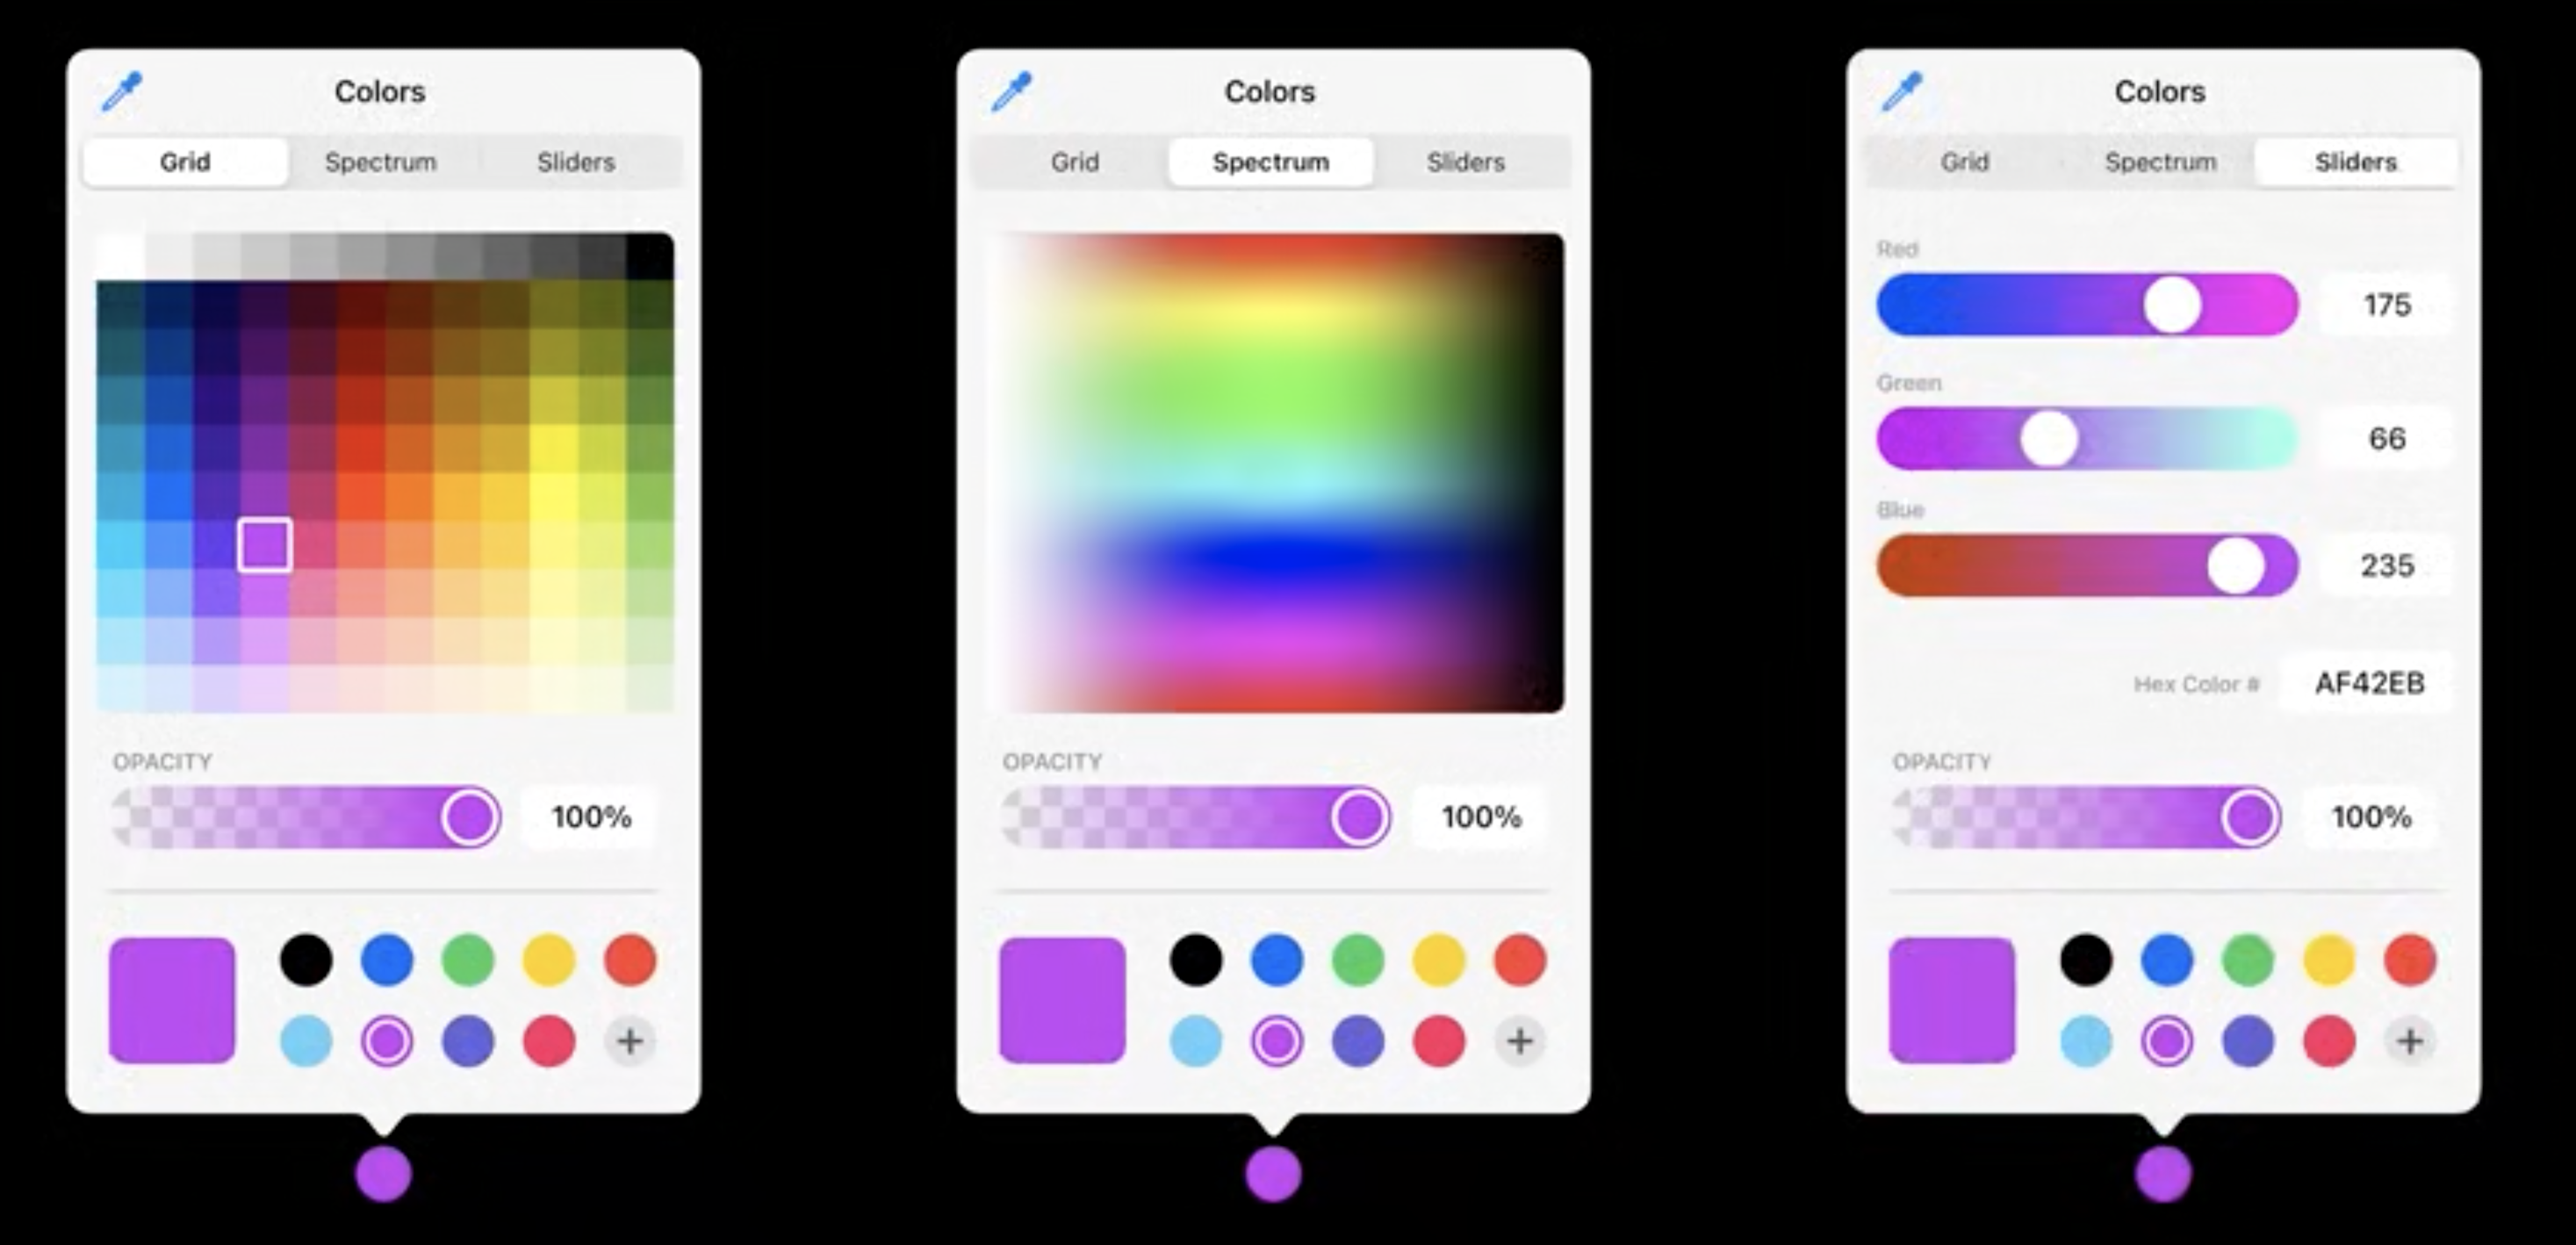 Colors
Grid Spectrum Sliders
OPACITY
100%
+
Colors
Grid Spectrum Sliders
OPACITY
100%
+
Colors
Grid Spectrum Sliders
Red
175
Green
66
Blue
235
Hex Color # AF42EB
OPACITY
100%
+